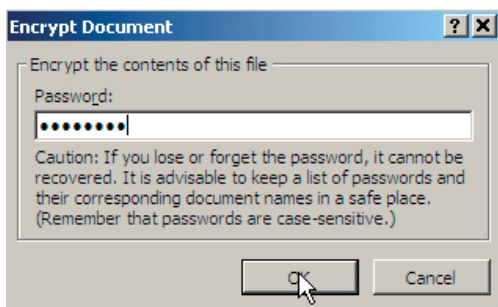 Encrypt Document
Encrypt the contents of this file
Password:
••••••••
Caution: If you lose or forget the password, it cannot be
recovered. It is advisable to keep a list of passwords and
their corresponding document names in a safe place.
(Remember that passwords are case-sensitive.)
OK Cancel